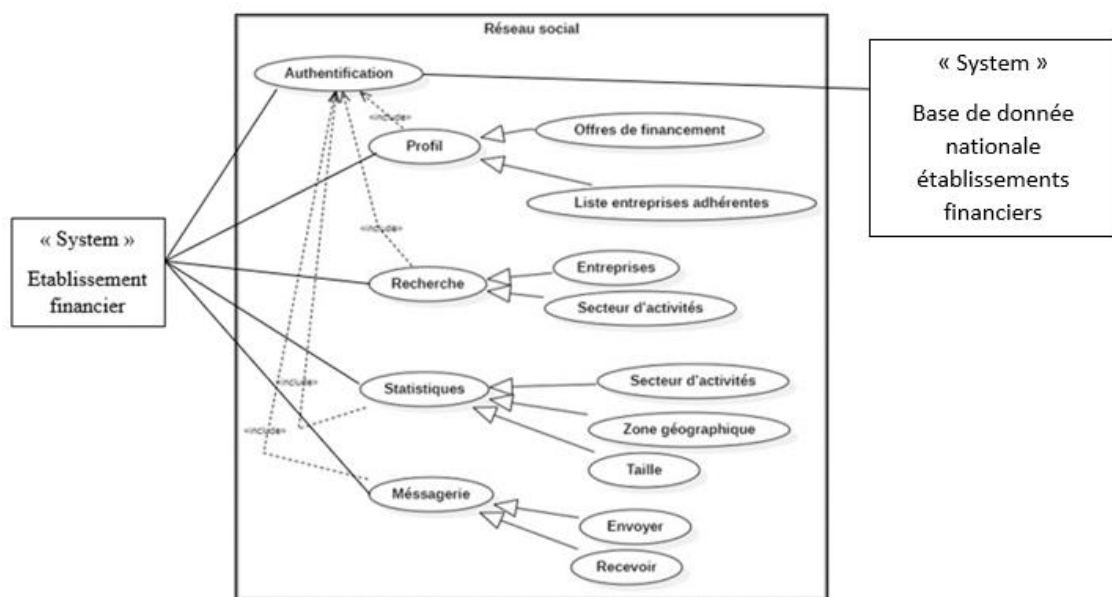 Réseau social
Authentification
« System »
Base de donnée
nationale
établissements
financiers
<include>
Offres de financement
Profil
Liste entreprises adhérentes
« System »
Etablissement
financier
<include>
Entreprises
Recherche
Secteur d'activités
<include>
Statistiques
Secteur d'activités
Zone géographique
<include>
Taille
Méssagerie
Envoyer
Recevoir